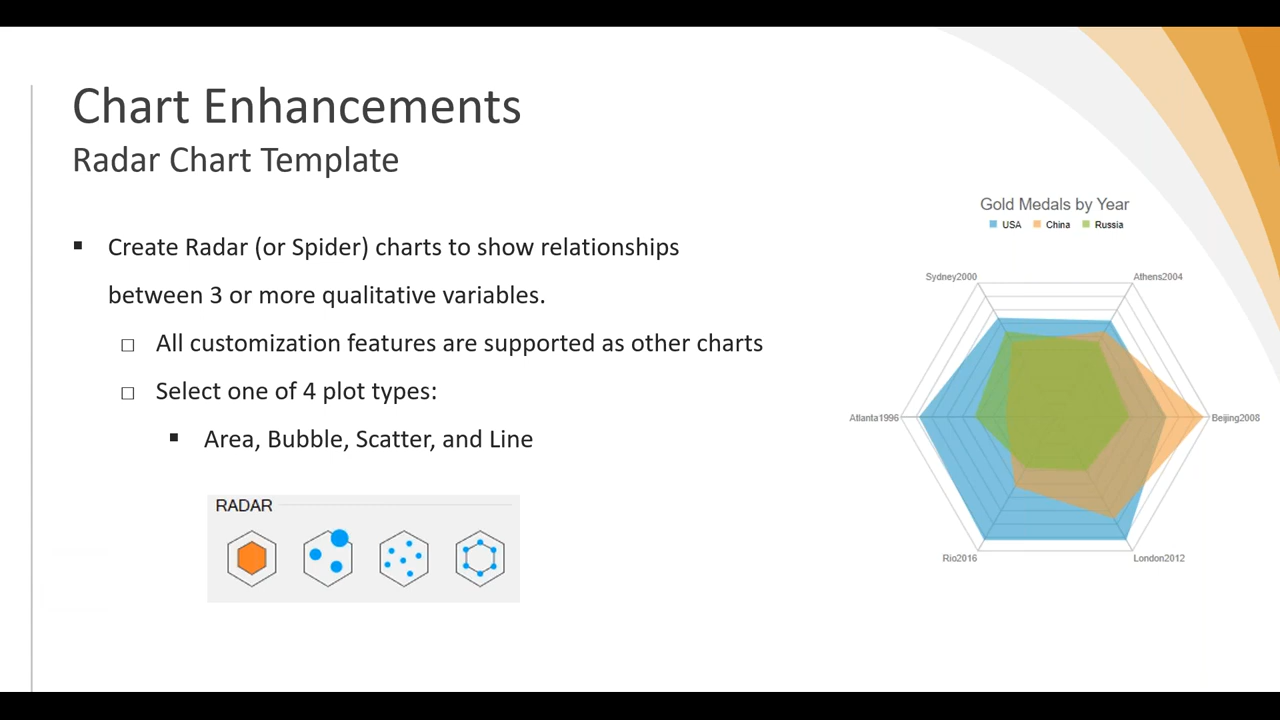 Chart Enhancements
Radar Chart Template
Create Radar (or Spider) charts to show relationships
between 3 or more qualitative variables.
All customization features are supported as other charts
Select one of 4 plot types:
Area, Bubble, Scatter, and Line
RADAR
Gold Medals by Year
USA China Russia
Sydney2000 Athens2004
Atlanta1996 Beijing2008
Rio2016 London2012